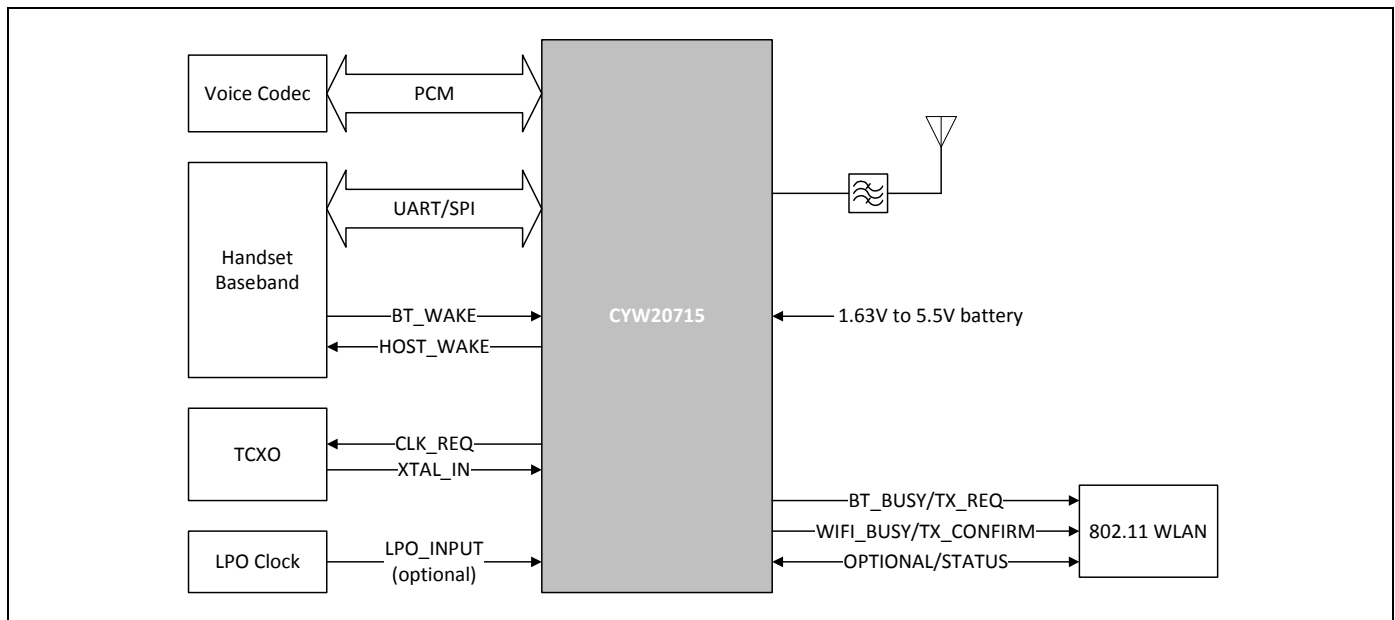 Voice Codec
PCM
Handset
Baseband
UART/SPI
BT_WAKE
HOST_WAKE
CYW20715
1.63V to 5.5V battery
TCXO
CLK_REQ
XTAL_IN
LPO Clock
LPO_INPUT
(optional)
BT_BUSY/TX_REQ
WIFI_BUSY/TX_CONFIRM
OPTIONAL/STATUS
802.11 WLAN